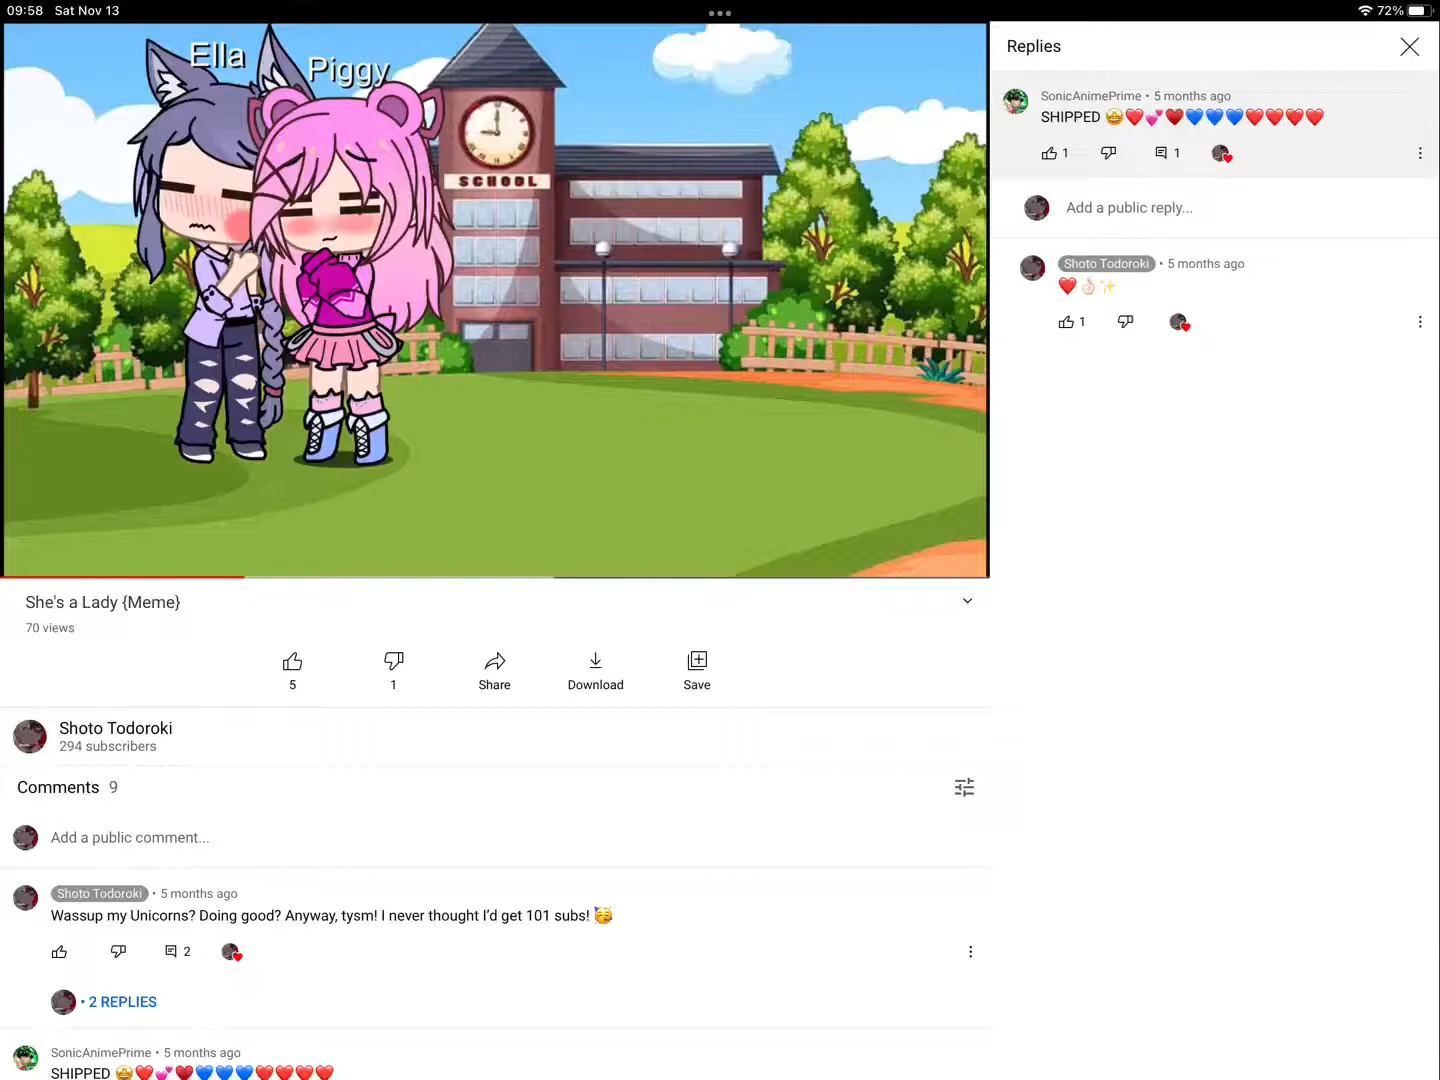 09:58 Sat Nov 13
72%
Ella
Piggy
SCHOOL
She's a Lady {Meme}
70 views
5
1
Share
Download
Save
Shoto Todoroki
294 subscribers
Comments 9
Add a public comment...
Shoto Todoroki • 5 months ago
Wassup my Unicorns? Doing good? Anyway, tysm! I never thought I'd get 101 subs! 🥳
2
• 2 REPLIES
SonicAnimePrime • 5 months ago
SHIPPED 🤩❤️💕♥️💙💙💙❤️❤️❤️❤️
Replies
SonicAnimePrime • 5 months ago
SHIPPED 🤩❤️💕♥️💙💙💙❤️❤️❤️❤️
1
1
Add a public reply...
Shoto Todoroki • 5 months ago
❤️👌🏻✨
1